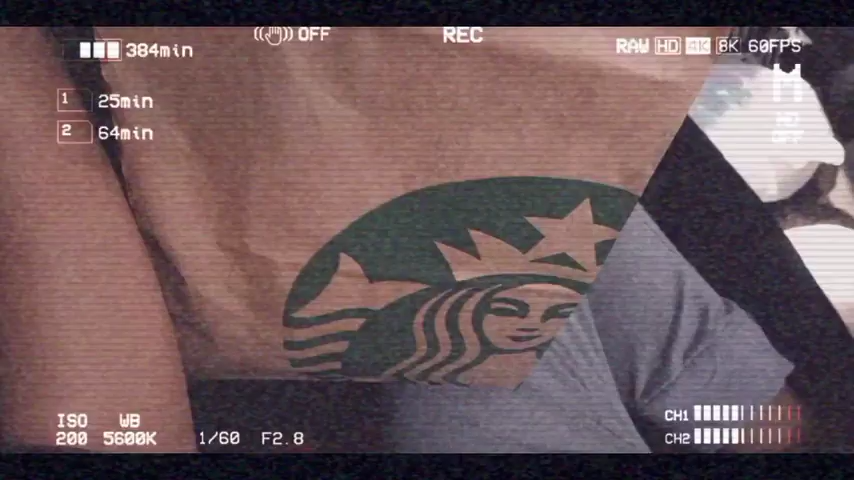 384min
OFF
REC
RAW HD 4K 8K 60FPS
1 25min
2 64min
ISO WB
200 5600K 1/60 F2.8
CH1
CH2